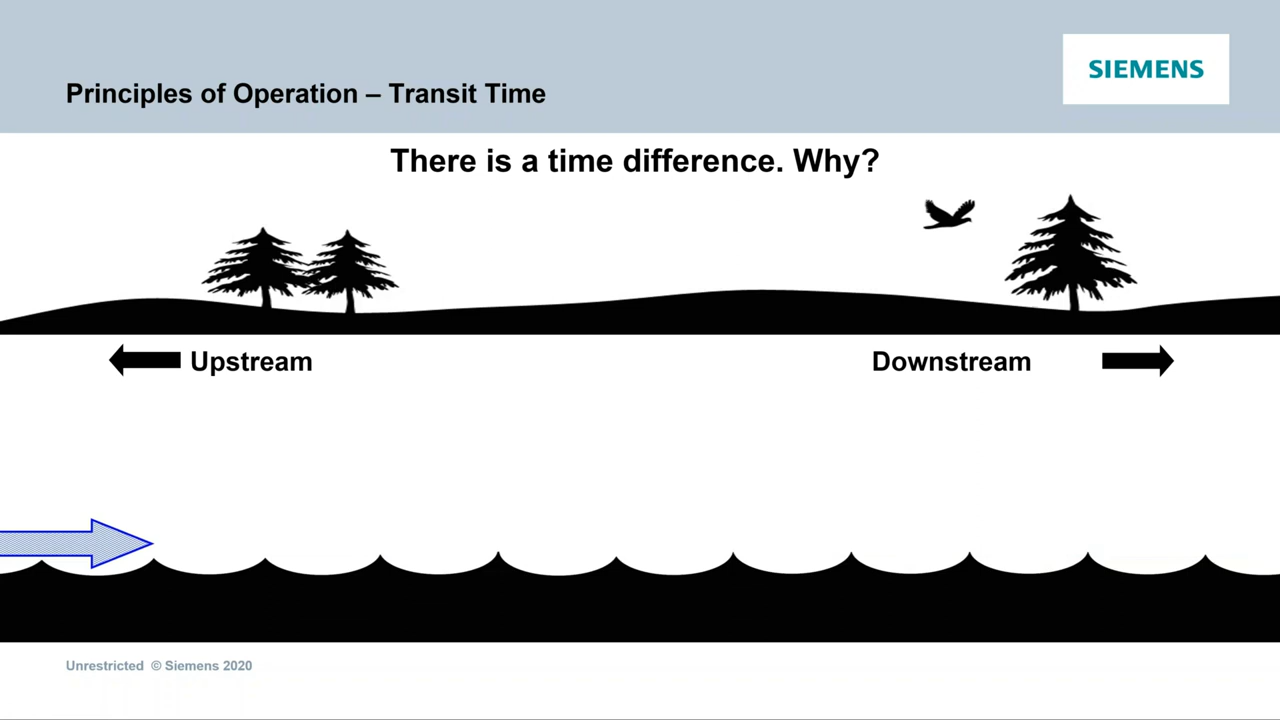 SIEMENS
Principles of Operation – Transit Time
There is a time difference. Why?
Upstream
Downstream
Unrestricted © Siemens 2020